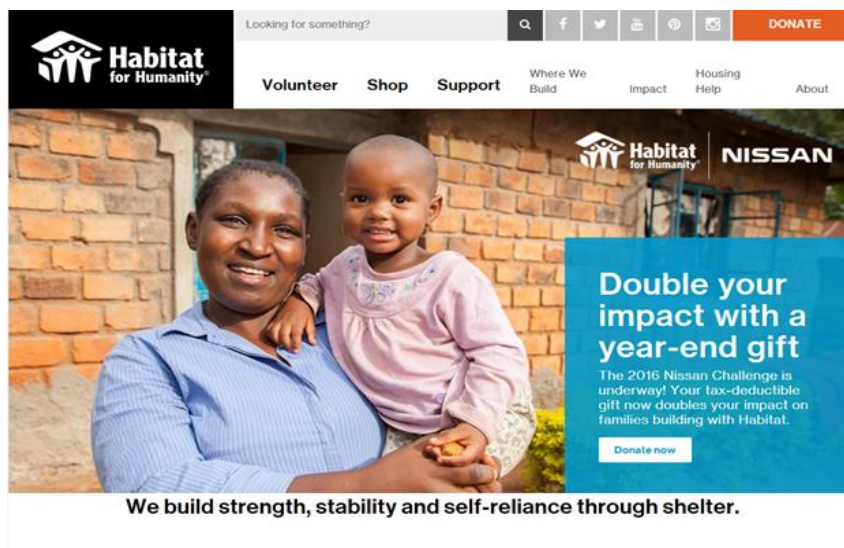 Habitat
for Humanity®
Looking for something?
DONATE
Volunteer Shop Support Where We Build Impact Housing Help About
Habitat
for Humanity®
NISSAN
Double your
impact with a
year-end gift
The 2016 Nissan Challenge is
underway! Your tax-deductible
gift now doubles your impact on
families building with Habitat.
Donate now
We build strength, stability and self-reliance through shelter.